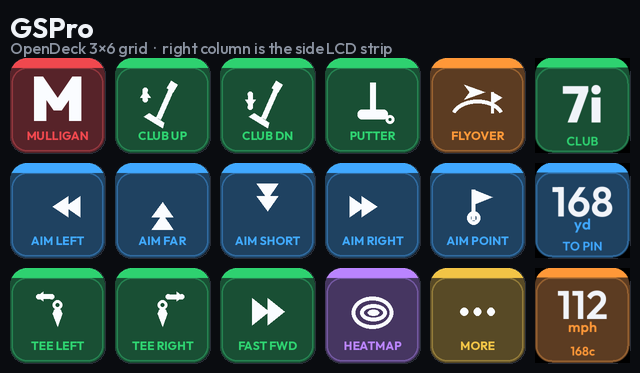 GSPro
OpenDeck 3×6 grid · right column is the side LCD strip
M
MULLIGAN
CLUB UP
CLUB DN
PUTTER
FLYOVER
7i
CLUB
AIM LEFT
AIM FAR
AIM SHORT
AIM RIGHT
AIM POINT
168
yd
TO PIN
TEE LEFT
TEE RIGHT
FAST FWD
HEATMAP
MORE
112
mph
168c